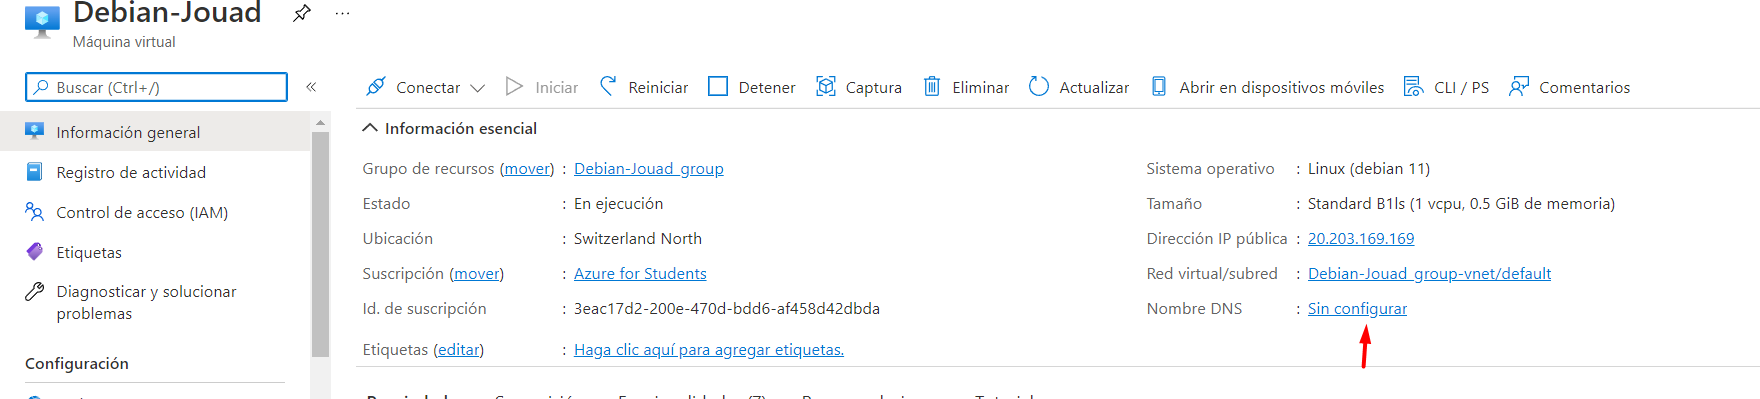 Debian-Jouad
Máquina virtual
Buscar (Ctrl+/)
Conectar
Iniciar
Reiniciar
Detener
Captura
Eliminar
Actualizar
Abrir en dispositivos móviles
CLI / PS
Comentarios
Información general
Registro de actividad
Control de acceso (IAM)
Etiquetas
Diagnosticar y solucionar
problemas
Configuración
Información esencial
Grupo de recursos (mover) : Debian-Jouad_group
Estado : En ejecución
Ubicación : Switzerland North
Suscripción (mover) : Azure for Students
Id. de suscripción : 3eac17d2-200e-470d-bdd6-af458d42dbda
Etiquetas (editar) : Haga clic aquí para agregar etiquetas.
Sistema operativo : Linux (debian 11)
Tamaño : Standard B1ls (1 vcpu, 0.5 GiB de memoria)
Dirección IP pública : 20.203.169.169
Red virtual/subred : Debian-Jouad_group-vnet/default
Nombre DNS : Sin configurar